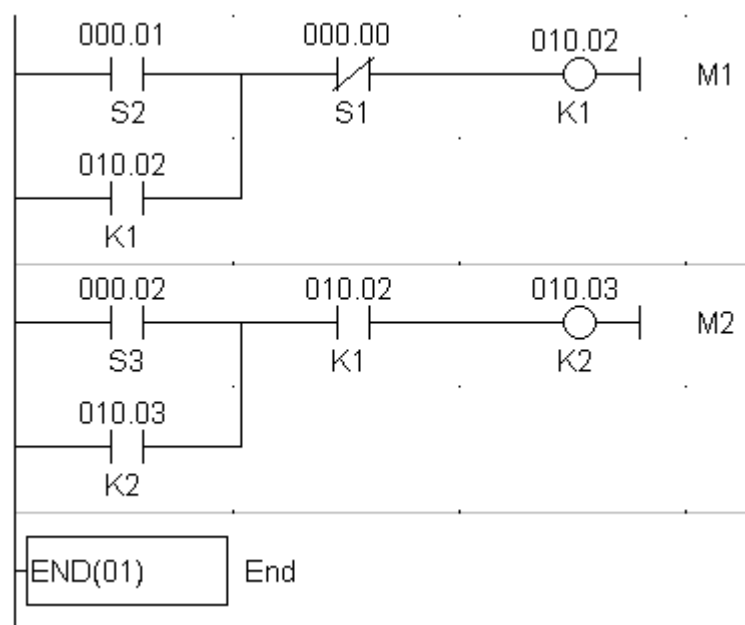 000.01 000.00 010.02
M1
S2 S1 K1
010.02
K1
000.02 010.02 010.03
M2
S3 K1 K2
010.03
K2
END(01) End